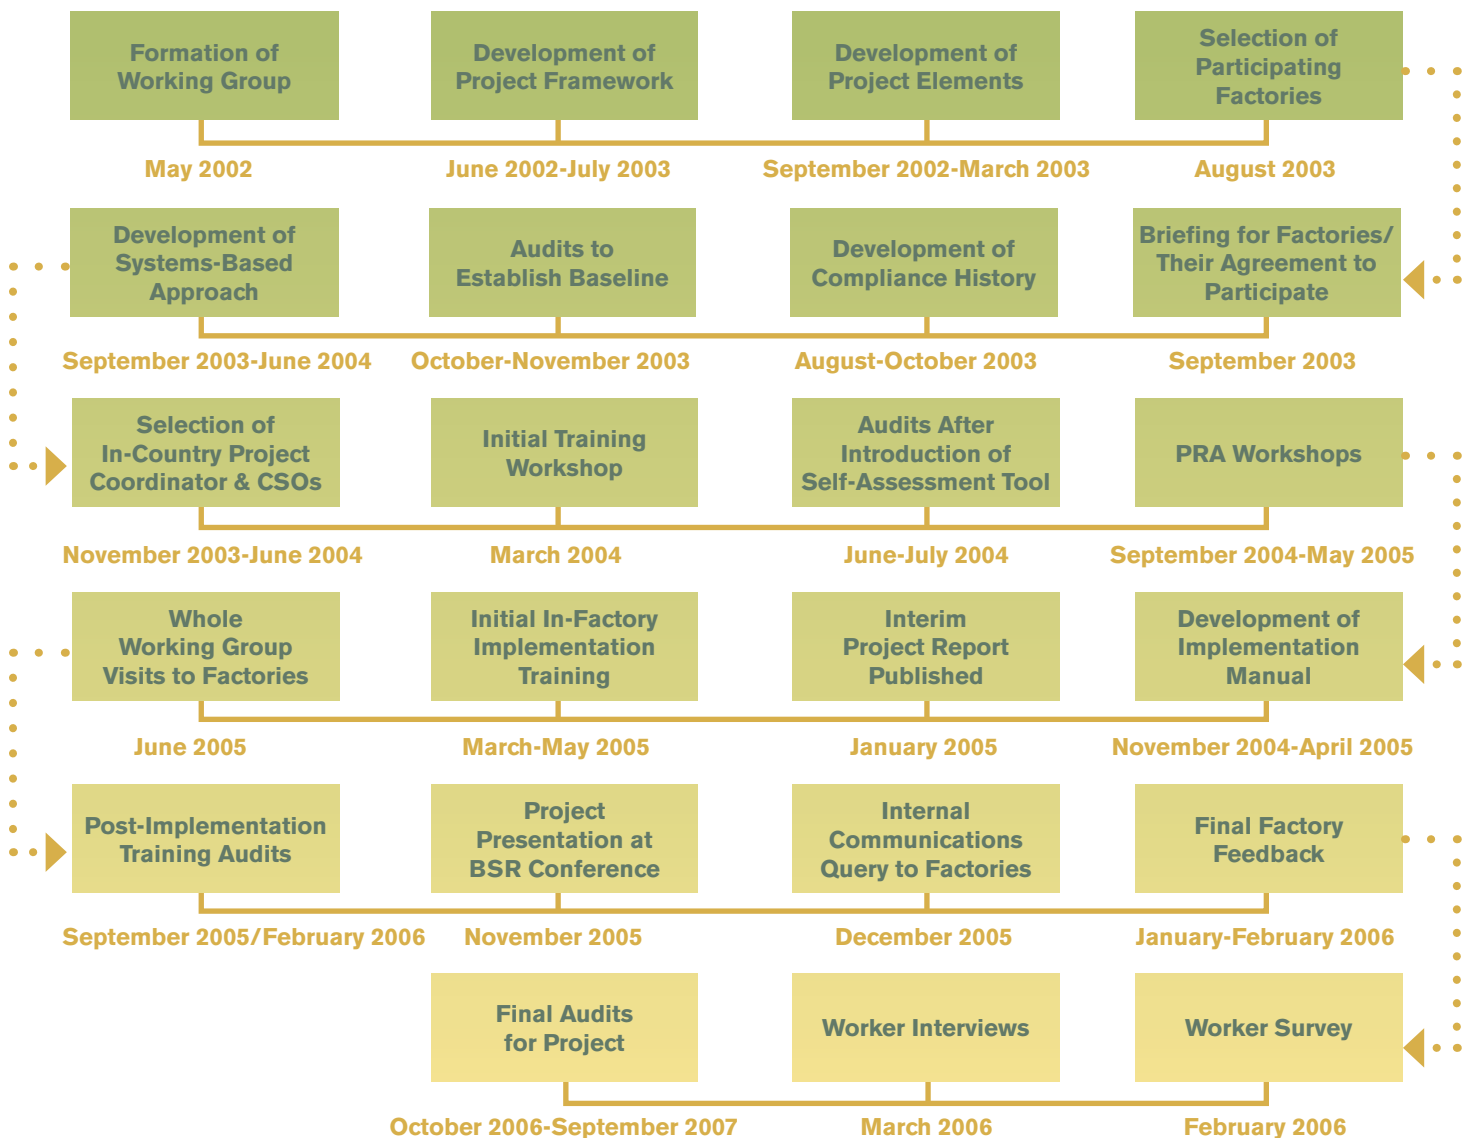 Formation of
Working Group
May 2002
Development of
Project Framework
June 2002-July 2003
Development of
Project Elements
September 2002-March 2003
Selection of
Participating
Factories
August 2003
Briefing for Factories/
Their Agreement to
Participate
September 2003
Development of
Compliance History
August-October 2003
Audits to
Establish Baseline
October-November 2003
Development of
Systems-Based
Approach
September 2003-June 2004
Selection of
In-Country Project
Coordinator & CSOs
November 2003-June 2004
Initial Training
Workshop
March 2004
Audits After
Introduction of
Self-Assessment Tool
June-July 2004
PRA Workshops
September 2004-May 2005
Development of
Implementation
Manual
November 2004-April 2005
Interim
Project Report
Published
January 2005
Initial In-Factory
Implementation
Training
March-May 2005
Whole
Working Group
Visits to Factories
June 2005
Post-Implementation
Training Audits
September 2005/February 2006
Project
Presentation at
BSR Conference
November 2005
Internal
Communications
Query to Factories
December 2005
Final Factory
Feedback
January-February 2006
Worker Survey
February 2006
Worker Interviews
March 2006
Final Audits
for Project
October 2006-September 2007